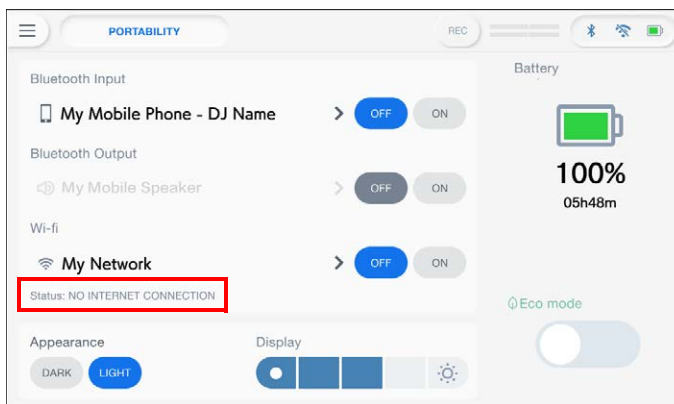 PORTABILITY
REC
Bluetooth Input
My Mobile Phone - DJ Name
OFF ON
Bluetooth Output
My Mobile Speaker
OFF ON
Wi-fi
My Network
OFF ON
Status: NO INTERNET CONNECTION
Appearance
DARK LIGHT
Display
Battery
100%
05h48m
Eco mode